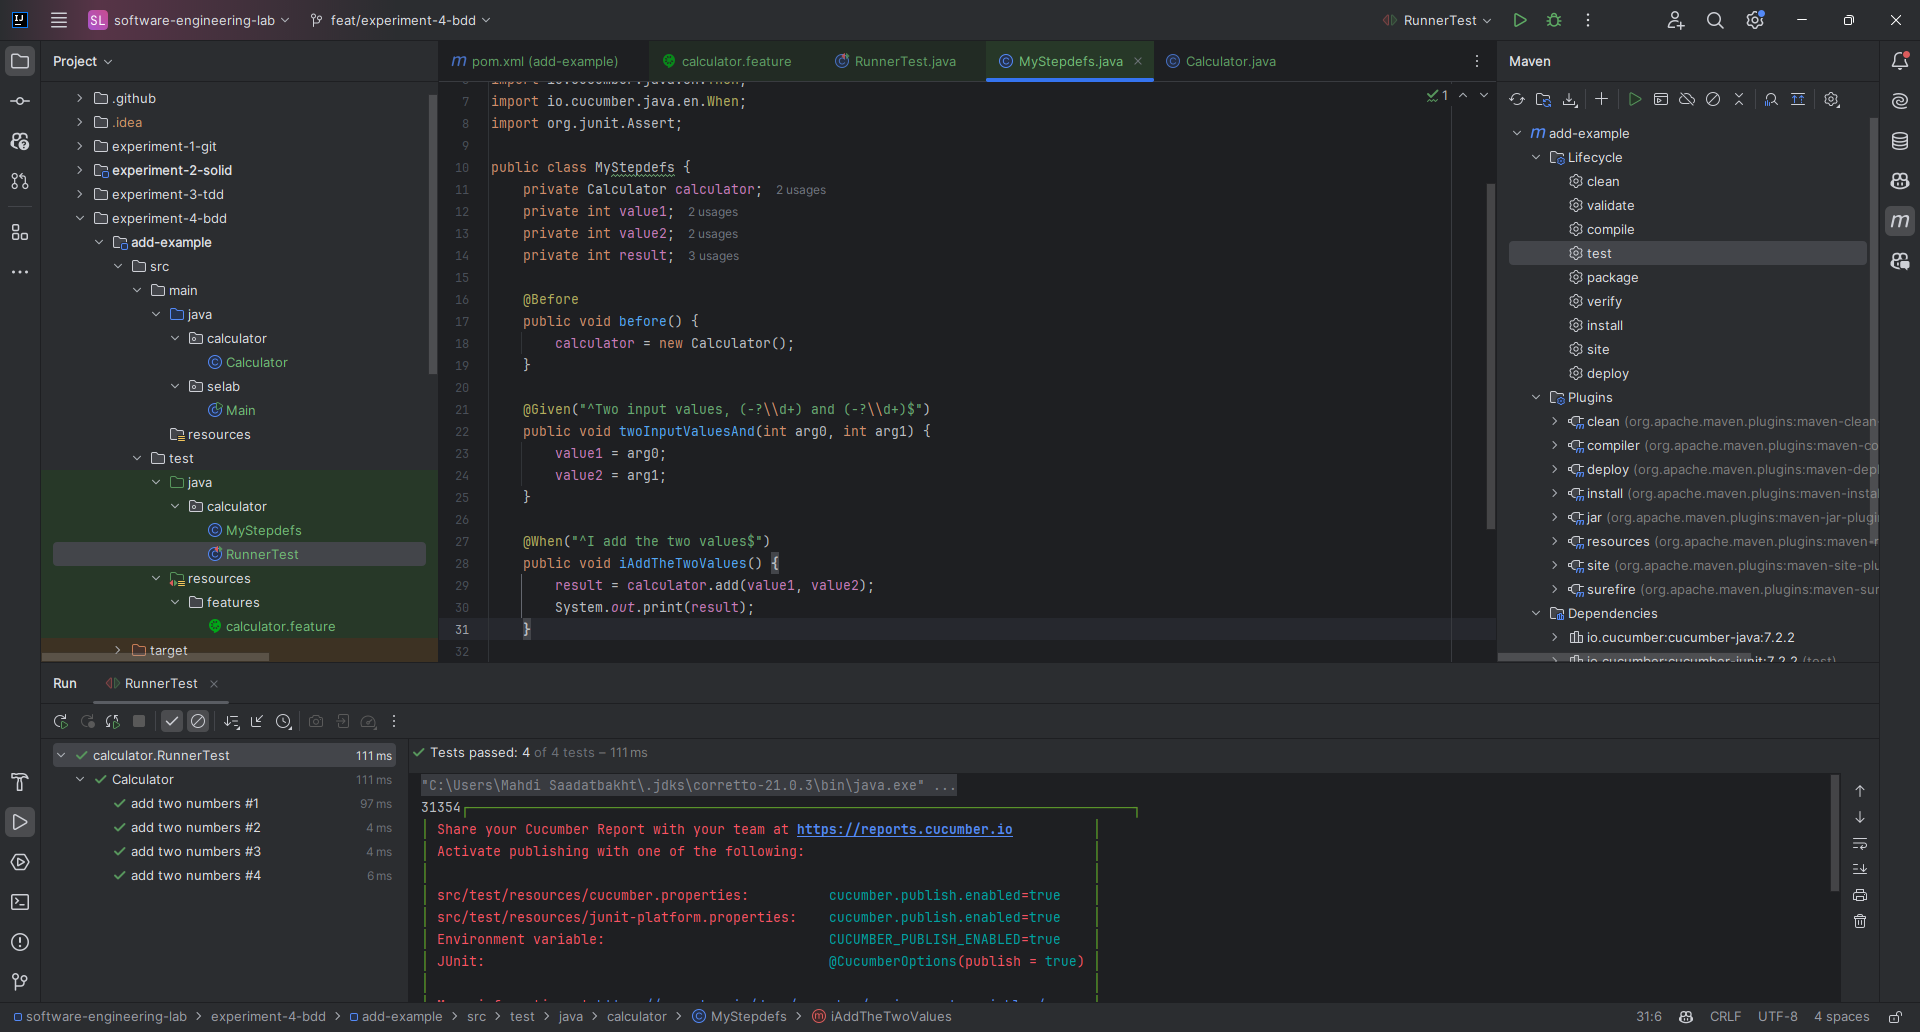 SL software-engineering-lab feat/experiment-4-bdd RunnerTest
Project
.github
.idea
experiment-1-git
experiment-2-solid
experiment-3-tdd
experiment-4-bdd
add-example
src
main
java
calculator
Calculator
selab
Main
resources
test
java
calculator
MyStepdefs
RunnerTest
resources
features
calculator.feature
target
pom.xml (add-example) calculator.feature RunnerTest.java MyStepdefs.java Calculator.java
1
7 import io.cucumber.java.en.When;
8 import org.junit.Assert;
9
10 public class MyStepdefs {
11 private Calculator calculator; 2 usages
12 private int value1; 2 usages
13 private int value2; 2 usages
14 private int result; 3 usages
15
16 @Before
17 public void before() {
18 calculator = new Calculator();
19 }
20
21 @Given("^Two input values, (-?\\d+) and (-?\\d+)$")
22 public void twoInputValuesAnd(int arg0, int arg1) {
23 value1 = arg0;
24 value2 = arg1;
25 }
26
27 @When("^I add the two values$")
28 public void iAddTheTwoValues() {
29 result = calculator.add(value1, value2);
30 System.out.print(result);
31 }
32
Maven
add-example
Lifecycle
clean
validate
compile
test
package
verify
install
site
deploy
Plugins
clean (org.apache.maven.plugins:maven-clean
compiler (org.apache.maven.plugins:maven-co
deploy (org.apache.maven.plugins:maven-depl
install (org.apache.maven.plugins:maven-instal
jar (org.apache.maven.plugins:maven-jar-plugi
resources (org.apache.maven.plugins:maven-r
site (org.apache.maven.plugins:maven-site-plu
surefire (org.apache.maven.plugins:maven-sur
Dependencies
io.cucumber:cucumber-java:7.2.2
io.cucumber:cucumber-junit:7.2.2 (test)
Run RunnerTest
calculator.RunnerTest 111 ms
Calculator 111 ms
add two numbers #1 97 ms
add two numbers #2 4 ms
add two numbers #3 4 ms
add two numbers #4 6 ms
Tests passed: 4 of 4 tests – 111 ms
"C:\Users\Mahdi Saadatbakht\.jdks\corretto-21.0.3\bin\java.exe" ...
31354
Share your Cucumber Report with your team at https://reports.cucumber.io
Activate publishing with one of the following:
src/test/resources/cucumber.properties: cucumber.publish.enabled=true
src/test/resources/junit-platform.properties: cucumber.publish.enabled=true
Environment variable: CUCUMBER_PUBLISH_ENABLED=true
JUnit: @CucumberOptions(publish = true)
software-engineering-lab > experiment-4-bdd > add-example > src > test > java > calculator > MyStepdefs > iAddTheTwoValues
31:6 CRLF UTF-8 4 spaces